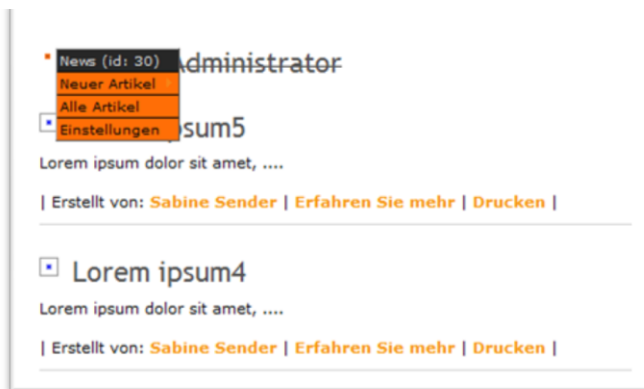 News (id: 30)
Administrator
Neuer Artikel
Alle Artikel
Einstellungen
Lorem ipsum dolor sit amet, ....
| Erstellt von: Sabine Sender | Erfahren Sie mehr | Drucken |
Lorem ipsum4
Lorem ipsum dolor sit amet, ....
| Erstellt von: Sabine Sender | Erfahren Sie mehr | Drucken |